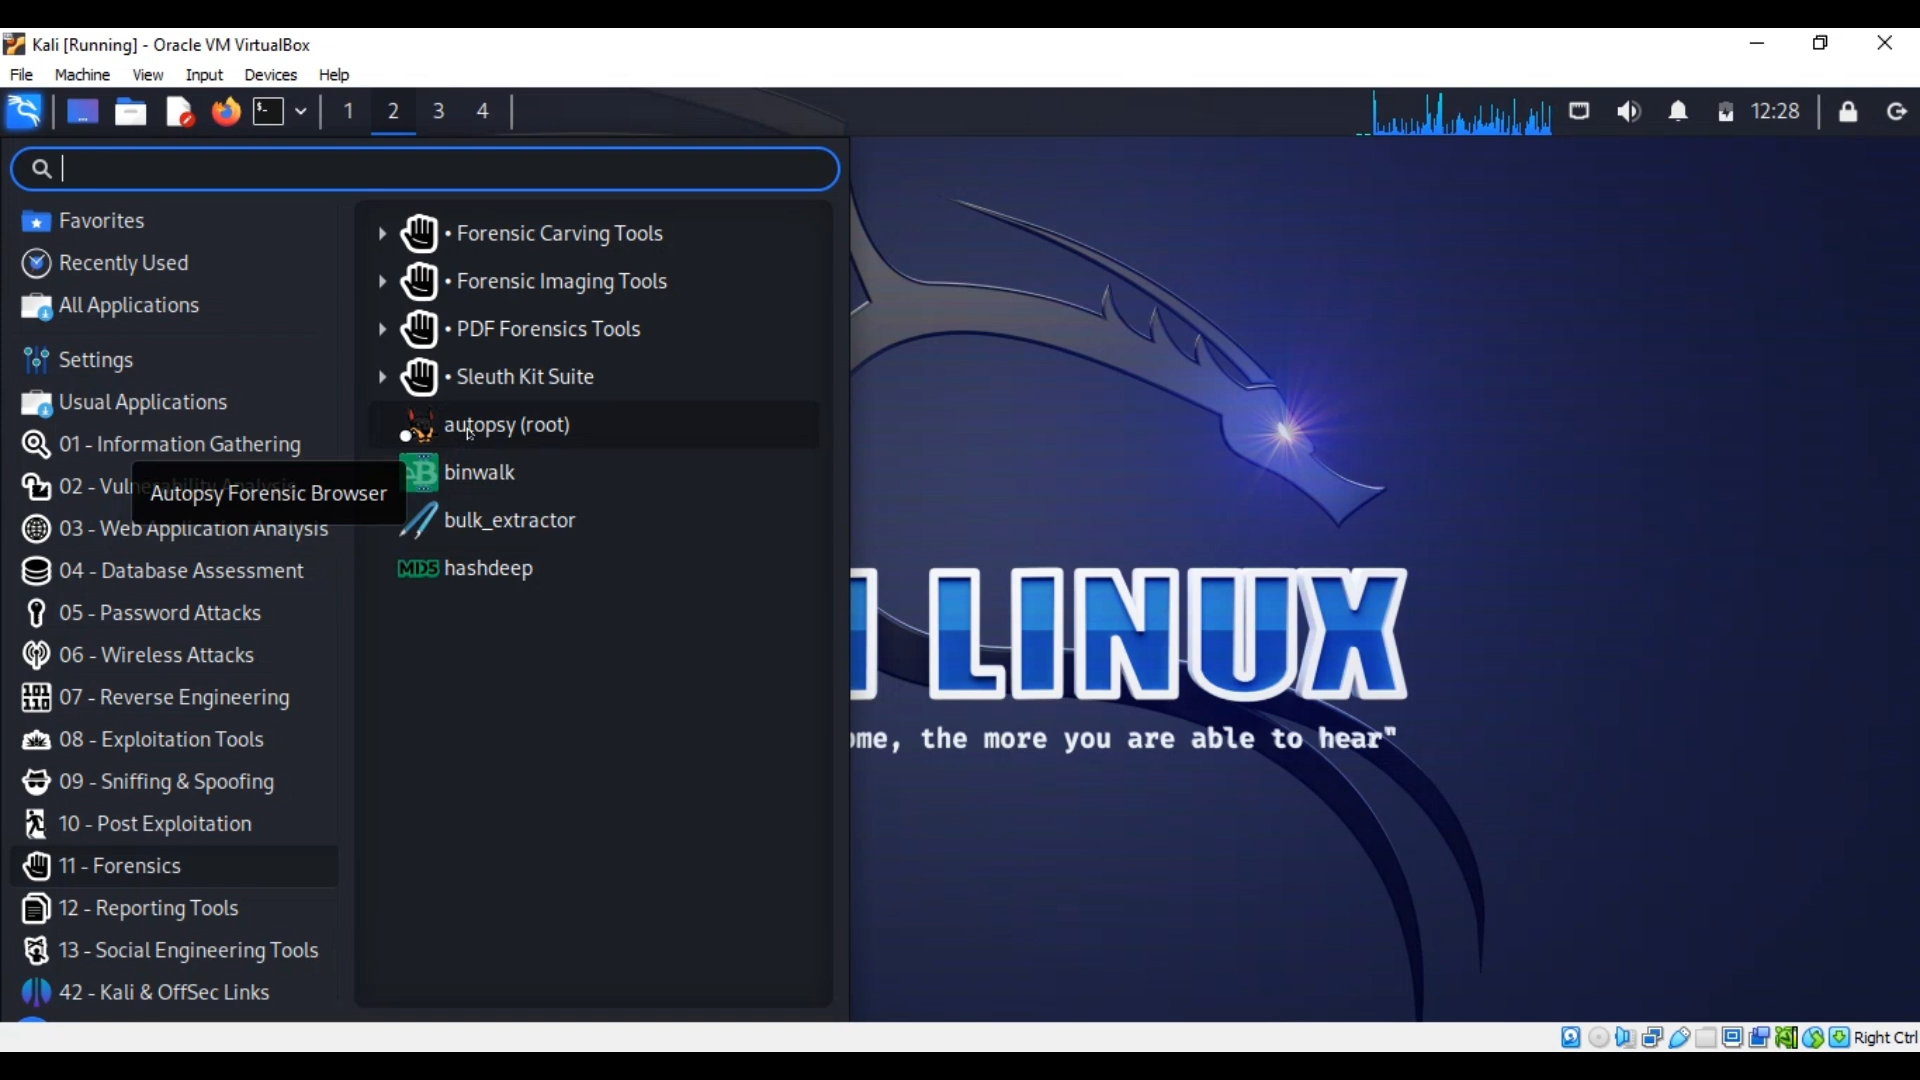 Kali [Running] - Oracle VM VirtualBox
File Machine View Input Devices Help
1 2 3 4
12:28
Favorites
Recently Used
All Applications
Settings
Usual Applications
01 - Information Gathering
02 - Vulnerability Analysis
03 - Web Application Analysis
04 - Database Assessment
05 - Password Attacks
06 - Wireless Attacks
07 - Reverse Engineering
08 - Exploitation Tools
09 - Sniffing & Spoofing
10 - Post Exploitation
11 - Forensics
12 - Reporting Tools
13 - Social Engineering Tools
42 - Kali & OffSec Links
Autopsy Forensic Browser
• Forensic Carving Tools
• Forensic Imaging Tools
• PDF Forensics Tools
• Sleuth Kit Suite
autopsy (root)
binwalk
bulk_extractor
MD5 hashdeep
LINUX
ome, the more you are able to hear"
Right Ctrl